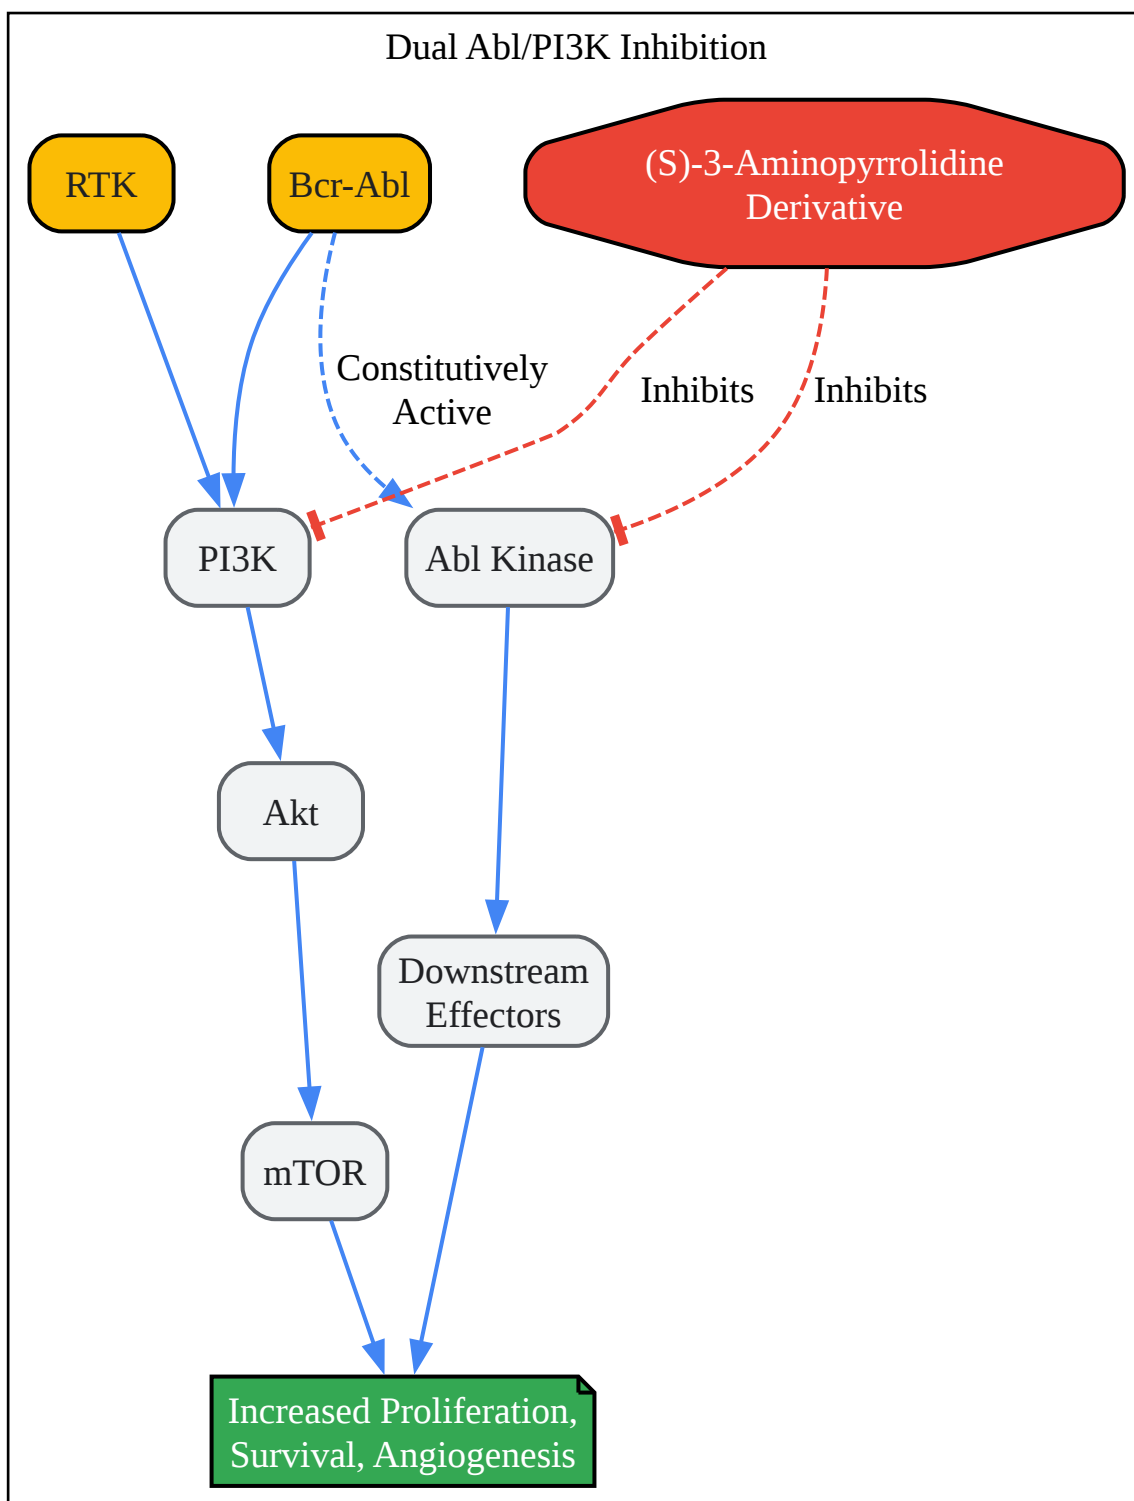 Dual Abl/PI3K Inhibition
RTK
Bcr-Abl
(S)-3-Aminopyrrolidine
Derivative
Constitutively
Active
Inhibits
Inhibits
PI3K
Abl Kinase
Akt
Downstream
Effectors
mTOR
Increased Proliferation,
Survival, Angiogenesis